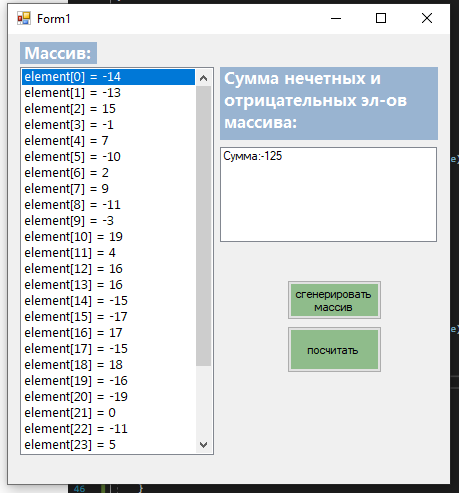 Form1
Массив:
element[0] = -14
element[1] = -13
element[2] = 15
element[3] = -1
element[4] = 7
element[5] = -10
element[6] = 2
element[7] = 9
element[8] = -11
element[9] = -3
element[10] = 19
element[11] = 4
element[12] = 16
element[13] = 16
element[14] = -15
element[15] = -17
element[16] = 17
element[17] = -15
element[18] = 18
element[19] = -16
element[20] = -19
element[21] = 0
element[22] = -11
element[23] = 5
Сумма нечетных и
отрицательных эл-ов
массива:
Сумма:-125
сгенерировать
массив
посчитать
46
}